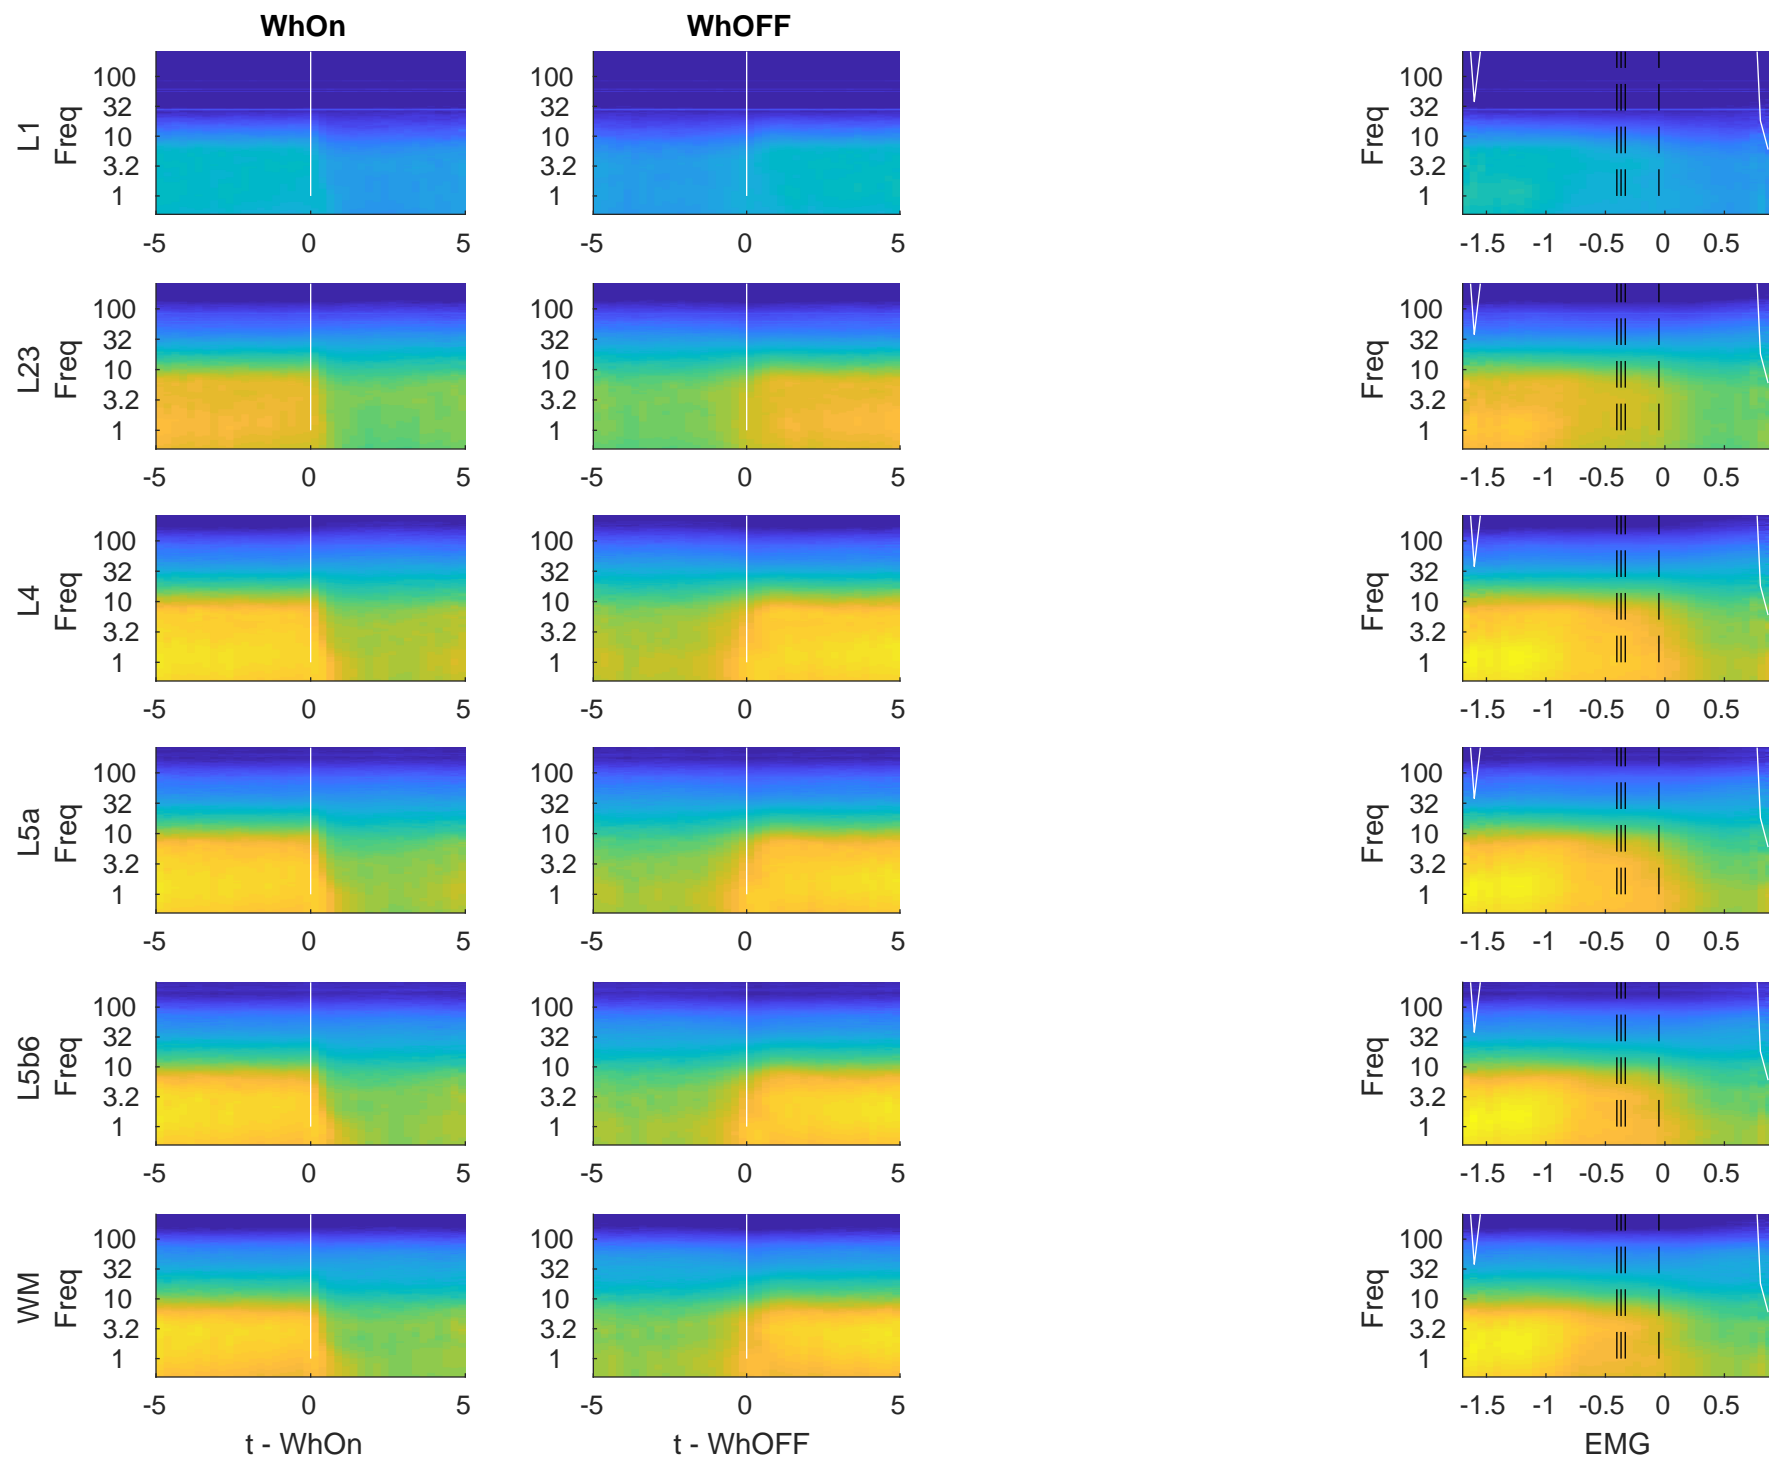 WhOn WhOFF
L1 Freq 100 32 10 3.2 1 100 32 10 3.2 1 Freq 100 32 10 3.2 1
-5 0 5 -5 0 5 -1.5 -1 -0.5 0 0.5
L23 Freq 100 32 10 3.2 1 100 32 10 3.2 1 Freq 100 32 10 3.2 1
-5 0 5 -5 0 5 -1.5 -1 -0.5 0 0.5
L4 Freq 100 32 10 3.2 1 100 32 10 3.2 1 Freq 100 32 10 3.2 1
-5 0 5 -5 0 5 -1.5 -1 -0.5 0 0.5
L5a Freq 100 32 10 3.2 1 100 32 10 3.2 1 Freq 100 32 10 3.2 1
-5 0 5 -5 0 5 -1.5 -1 -0.5 0 0.5
L5b6 Freq 100 32 10 3.2 1 100 32 10 3.2 1 Freq 100 32 10 3.2 1
-5 0 5 -5 0 5 -1.5 -1 -0.5 0 0.5
WM Freq 100 32 10 3.2 1 100 32 10 3.2 1 Freq 100 32 10 3.2 1
-5 0 5 -5 0 5 -1.5 -1 -0.5 0 0.5
t - WhOn t - WhOFF EMG